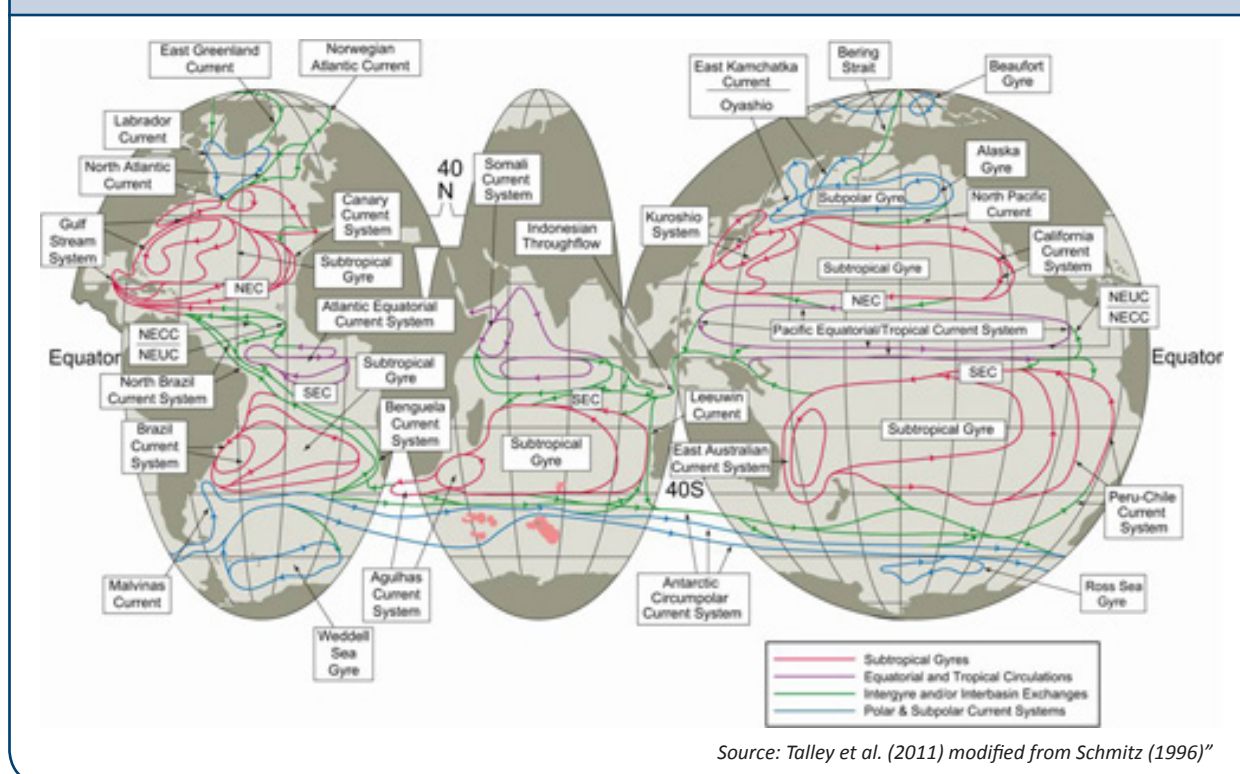 East Greenland
Current
Norwegian
Atlantic Current
East Kamchatka
Current
Oyashio
Bering
Strait
Beaufort
Gyre
Labrador
Current
North Atlantic
Current
40
N
Somali
Current
System
Alaska
Gyre
Subpolar Gyre
North Pacific
Current
Gulf
Stream
System
Canary
Current
System
Indonesian
Throughflow
Kuroshio
System
California
Current
System
Subtropical
Gyre
Subtropical Gyre
NEC
NEC
Atlantic Equatorial
Current System
NEUC
NECC
NECC
NEUC
Pacific Equatorial/Tropical Current System
Equator
Equator
North Brazil
Current System
Subtropical
Gyre
SEC
SEC
SEC
Benguela
Current
System
Leeuwin
Current
Brazil
Current
System
Subtropical
Gyre
East Australian
Current System
Subtropical Gyre
40S
Peru-Chile
Current
System
Malvinas
Current
Agulhas
Current
System
Antarctic
Circumpolar
Current System
Ross Sea
Gyre
Weddell
Sea
Gyre
Subtropical Gyres
Equatorial and Tropical Circulations
Intergyre and/or Interbasin Exchanges
Polar & Subpolar Current Systems
Source: Talley et al. (2011) modified from Schmitz (1996)”